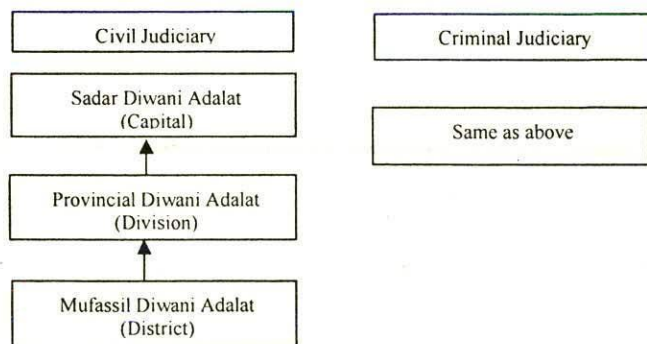 Civil Judiciary
Sadar Diwani Adalat
(Capital)
Provincial Diwani Adalat
(Division)
Mufassil Diwani Adalat
(District)
Criminal Judiciary
Same as above